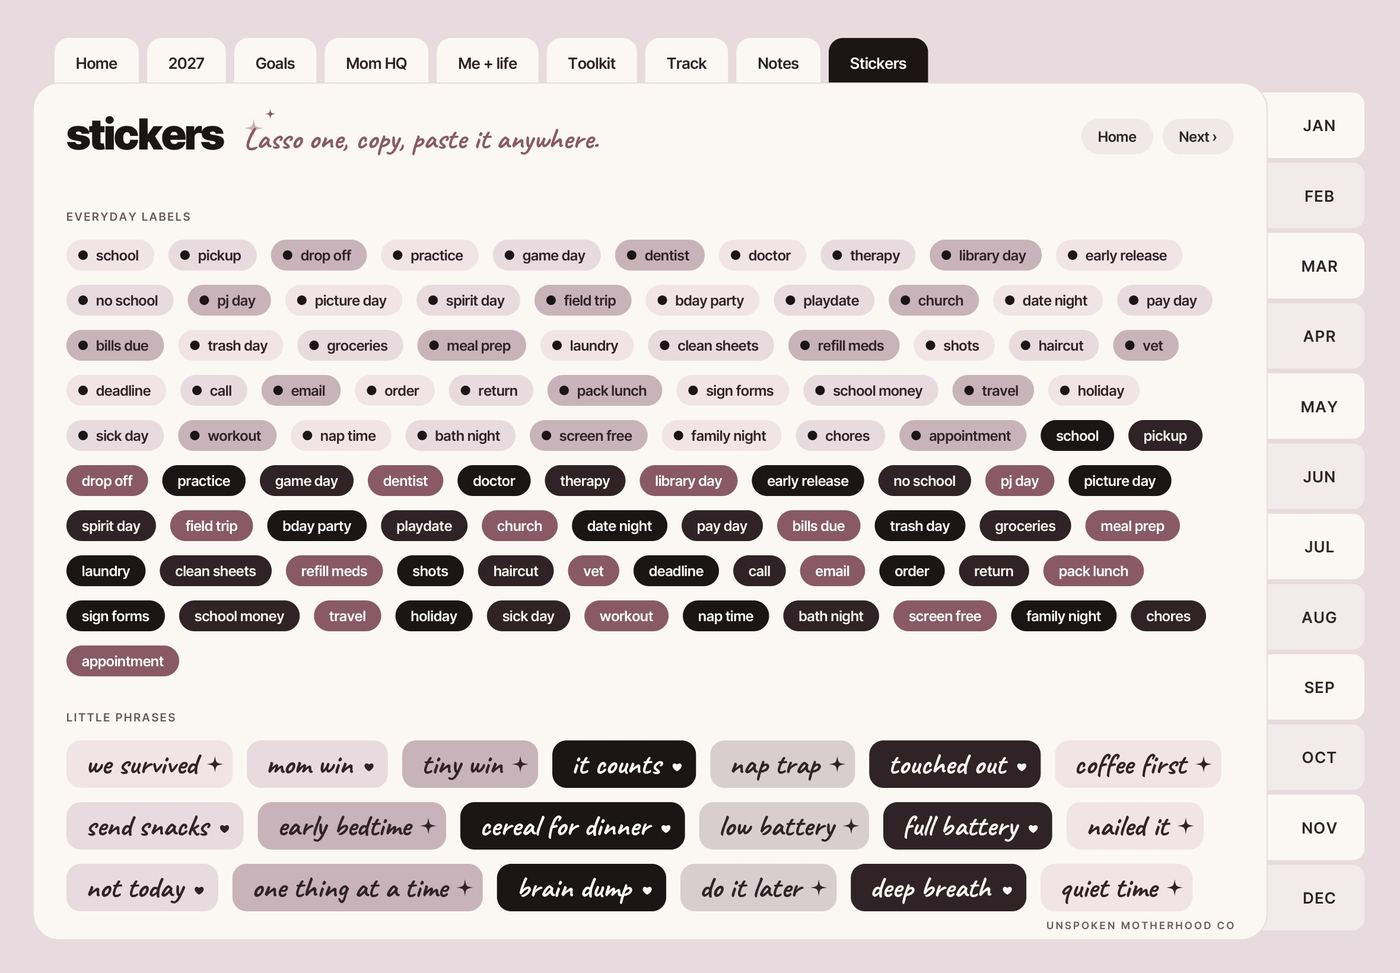 Home 2027 Goals Mom HQ Me + life Toolkit Track Notes Stickers
stickers Lasso one, copy, paste it anywhere. Home Next ›
JAN
FEB
MAR
APR
MAY
JUN
JUL
AUG
SEP
OCT
NOV
DEC
EVERYDAY LABELS
school pickup drop off practice game day dentist doctor therapy library day early release
no school pj day picture day spirit day field trip bday party playdate church date night pay day
bills due trash day groceries meal prep laundry clean sheets refill meds shots haircut vet
deadline call email order return pack lunch sign forms school money travel holiday
sick day workout nap time bath night screen free family night chores appointment school pickup
drop off practice game day dentist doctor therapy library day early release no school pj day picture day
spirit day field trip bday party playdate church date night pay day bills due trash day groceries meal prep
laundry clean sheets refill meds shots haircut vet deadline call email order return pack lunch
sign forms school money travel holiday sick day workout nap time bath night screen free family night chores
appointment
LITTLE PHRASES
we survived mom win tiny win it counts nap trap touched out coffee first
send snacks early bedtime cereal for dinner low battery full battery nailed it
not today one thing at a time brain dump do it later deep breath quiet time
UNSPOKEN MOTHERHOOD CO